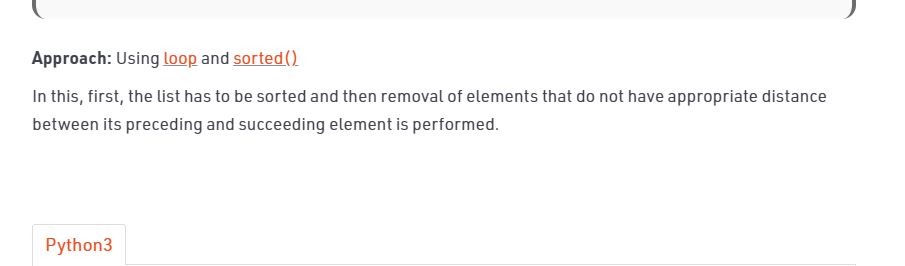 Approach: Using loop and sorted()
In this, first, the list has to be sorted and then removal of elements that do not have appropriate distance
between its preceding and succeeding element is performed.
Python3